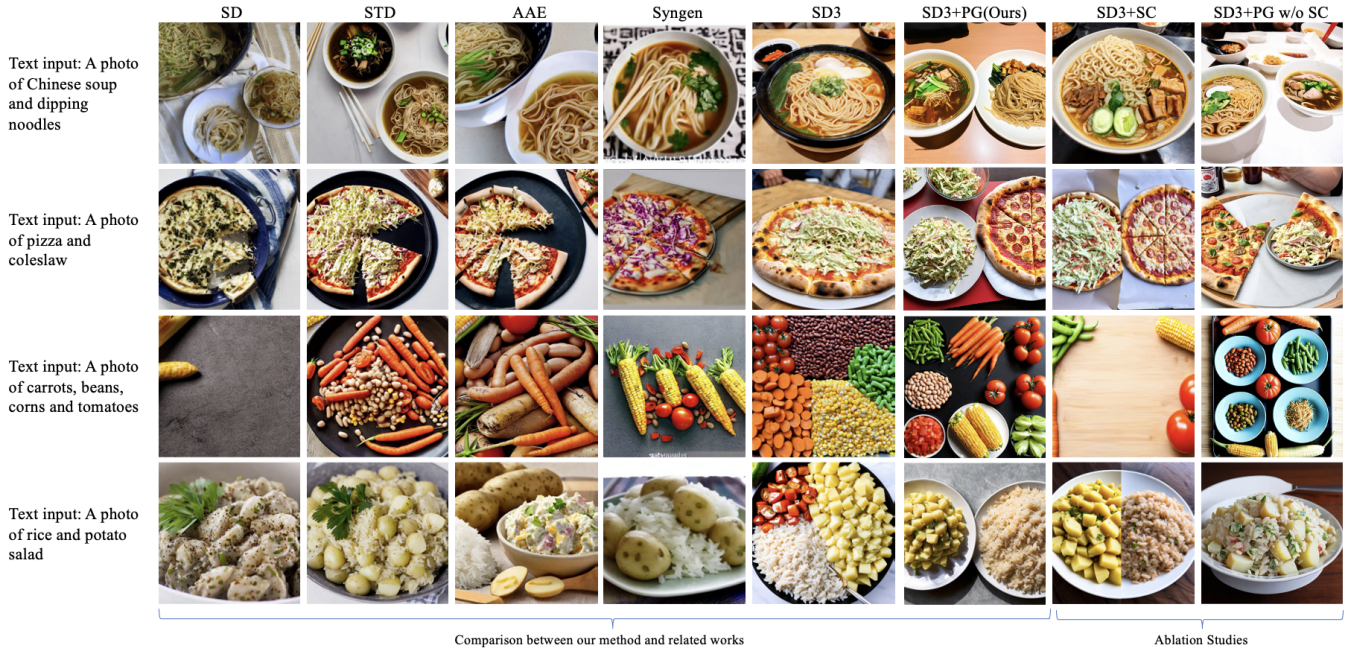 SD
STD
AAE
Syngen
SD3
SD3+PG(Ours)
SD3+SC
SD3+PG w/o SC
Text input: A photo
of Chinese soup
and dipping
noodles
Text input: A photo
of pizza and
coleslaw
Text input: A photo
of carrots, beans,
corns and tomatoes
Text input: A photo
of rice and potato
salad
Comparison between our method and related works
Ablation Studies